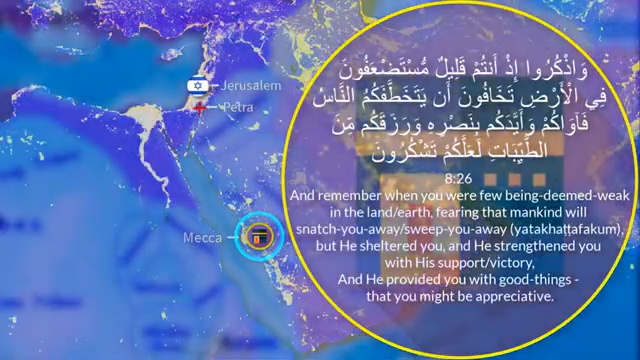 Jerusalem
Petra
Mecca
وَاذْكُرُوا إِذْ أَنتُمْ قَلِيلٌ مُّسْتَضْعَفُونَ
فِي الْأَرْضِ تَخَافُونَ أَن يَتَخَطَّفَكُمُ النَّاسُ
فَآوَاكُمْ وَأَيَّدَكُم بِنَصْرِهِ وَرَزَقَكُم مِّنَ
الطَّيِّبَاتِ لَعَلَّكُمْ تَشْكُرُونَ
8:26
And remember when you were few being-deemed-weak
in the land/earth, fearing that mankind will
snatch-you-away/sweep-you-away (yatakhaṭṭafakum),
but He sheltered you, and He strengthened you
with His support/victory,
And He provided you with good-things -
that you might be appreciative.